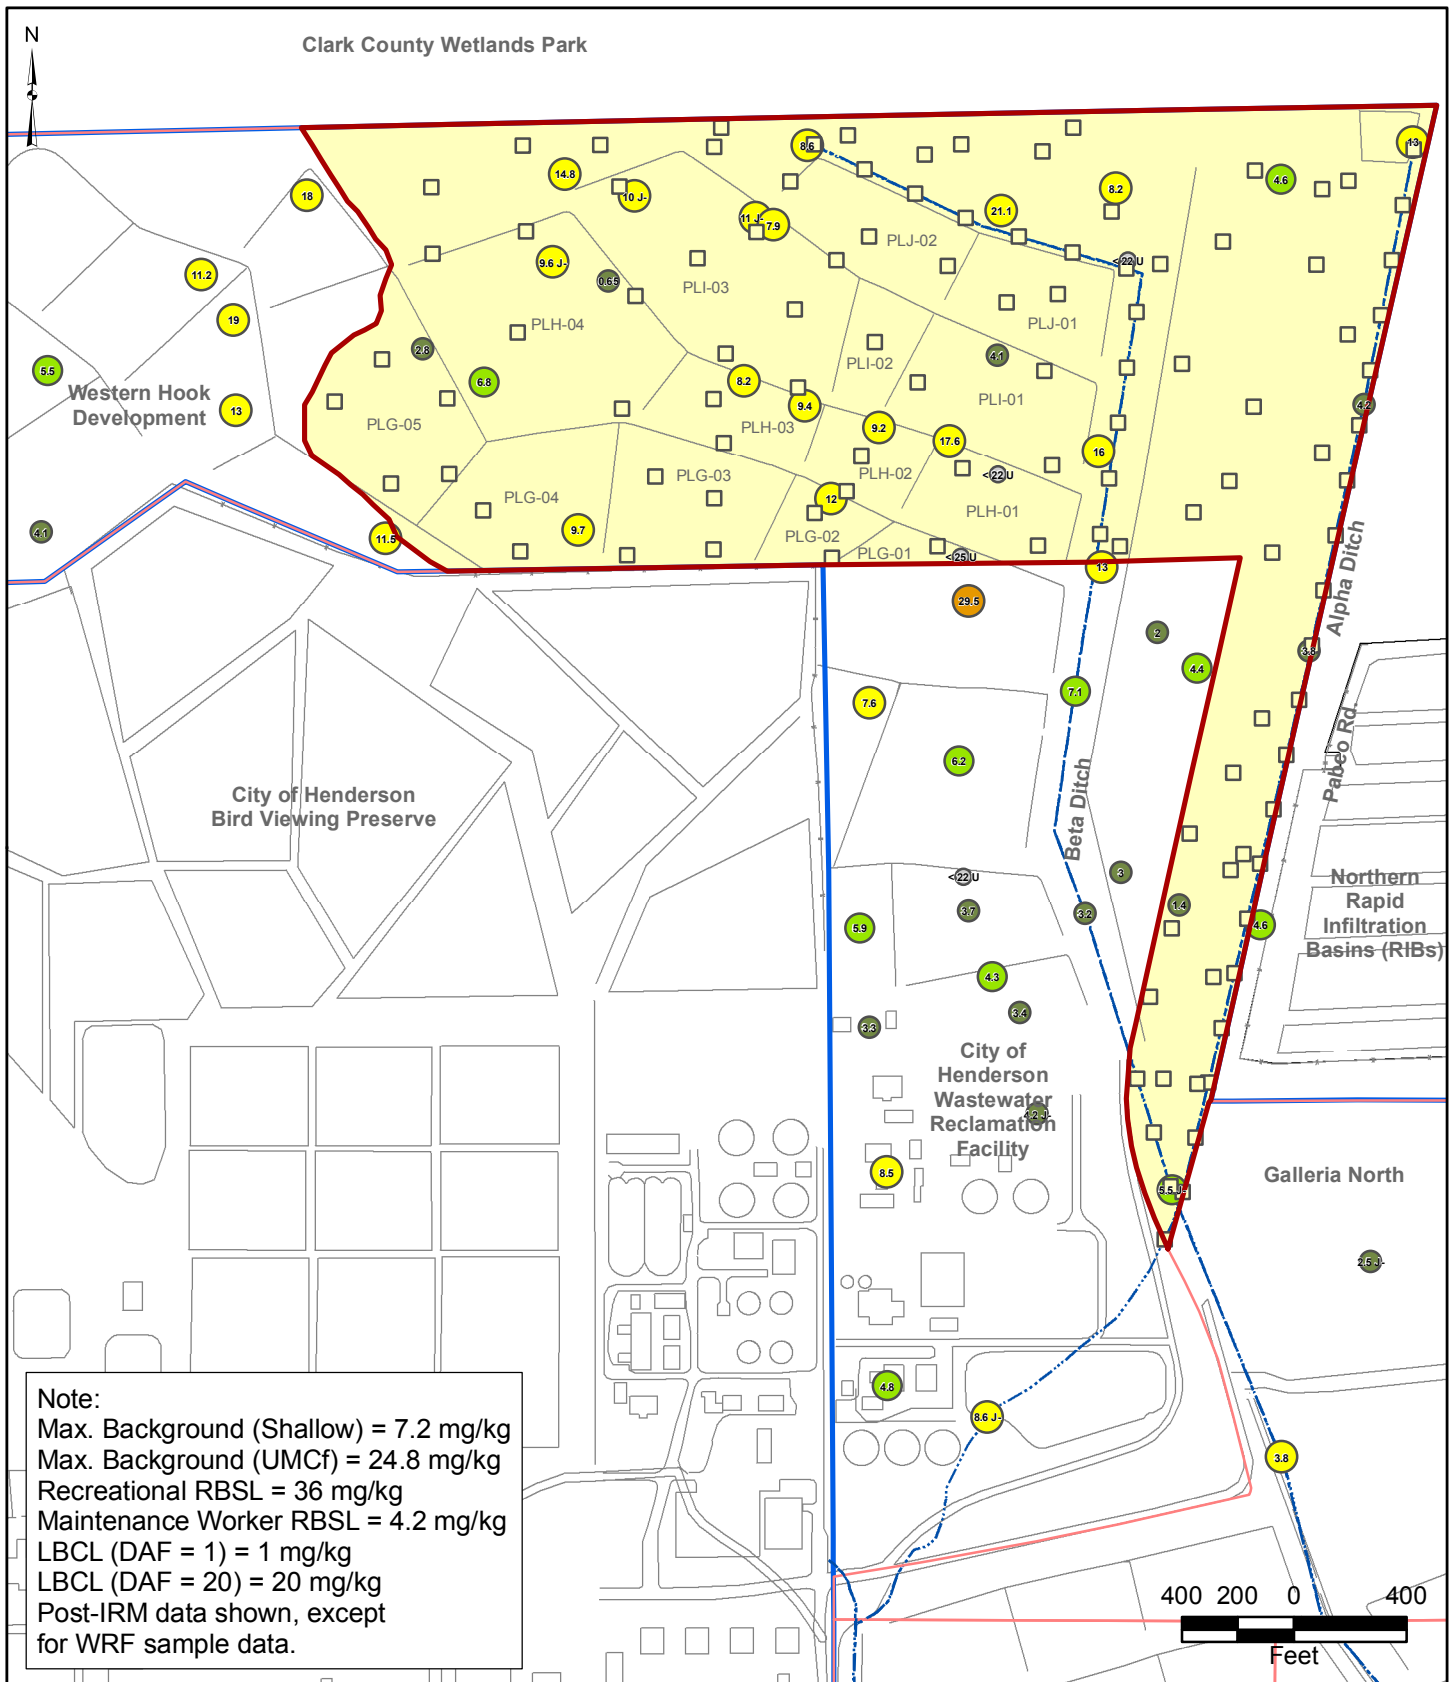 N
Clark County Wetlands Park
8.6
13
14.8
4.6
18
10 J-
8.2
11 J-
7.9
21.1
PLJ-02
11.2
9.6 J-
<22 U
0.65
PLI-03
19
PLH-04
PLJ-01
2.8
4.1
PLI-02
5.5
6.8
8.2
Western Hook
Development
13
9.4
PLI-01
4.2
PLG-05
PLH-03
9.2
17.6
16
PLG-03
PLH-02
<22 U
PLG-04
12
PLH-01
4.1
11.5
9.7
PLG-02
PLG-01
<25 U
13
29.5
Alpha Ditch
2
3.8
4.4
7.1
7.6
Pabco Rd.
6.2
City of Henderson
Bird Viewing Preserve
Beta Ditch
<22 U
3
3.7
3.2
1.4
5.9
4.6
Northern
Rapid
Infiltration
Basins (RIBs)
4.3
3.4
3.3
City of
Henderson
Wastewater
Reclamation
Facility
4.2 J-
8.5
5.5 J-
Galleria North
2.5 J-
4.8
8.6 J-
3.8
Note:
Max. Background (Shallow) = 7.2 mg/kg
Max. Background (UMCf) = 24.8 mg/kg
Recreational RBSL = 36 mg/kg
Maintenance Worker RBSL = 4.2 mg/kg
LBCL (DAF = 1) = 1 mg/kg
LBCL (DAF = 20) = 20 mg/kg
Post-IRM data shown, except
for WRF sample data.
400 200 0 400
Feet